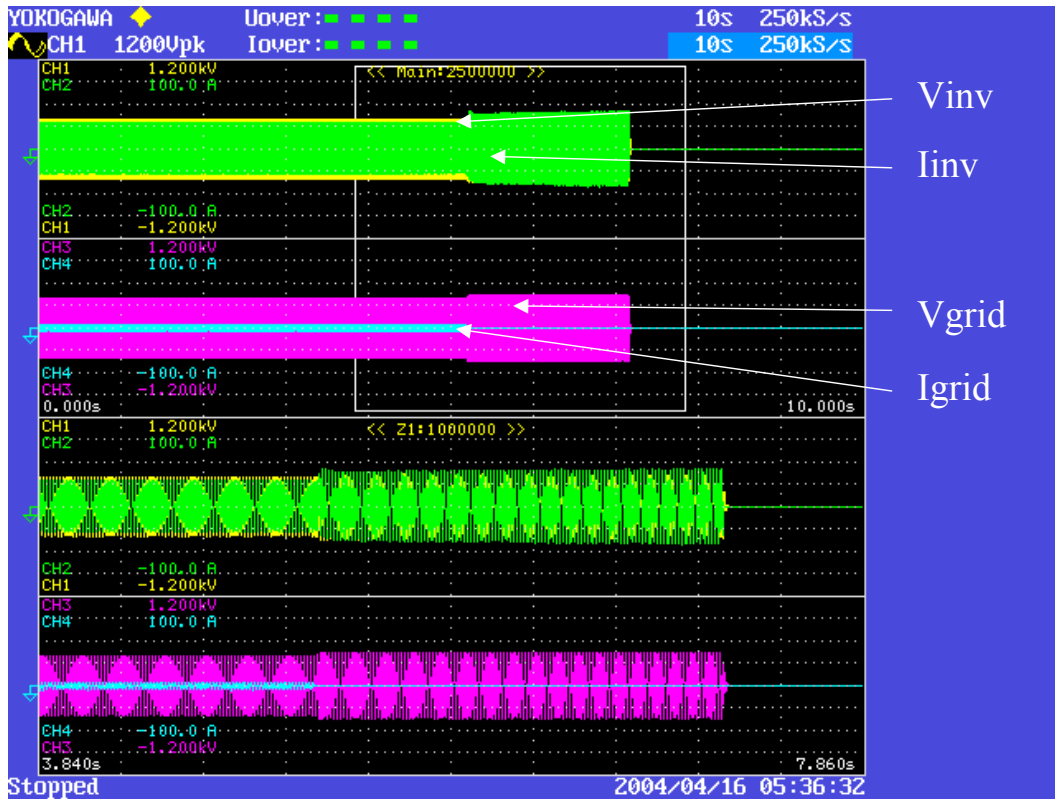 YOKOGAWA Uover: 10s 250kS/s
CH1 1200Vpk Iover: 10s 250kS/s
CH1 1.200kV << Main:2500000 >>
CH2 100.0 A
Vinv
Iinv
CH2 -100.0 A
CH1 -1.200kV
CH3 1.200kV
CH4 100.0 A
Vgrid
CH4 -100.0 A
CH3 -1.200kV
Igrid
0.000s 10.000s
CH1 1.200kV << Z1:1000000 >>
CH2 100.0 A
CH2 -100.0 A
CH1 -1.200kV
CH3 1.200kV
CH4 100.0 A
CH4 -100.0 A
CH3 -1.200kV
3.840s 7.860s
Stopped 2004/04/16 05:36:32